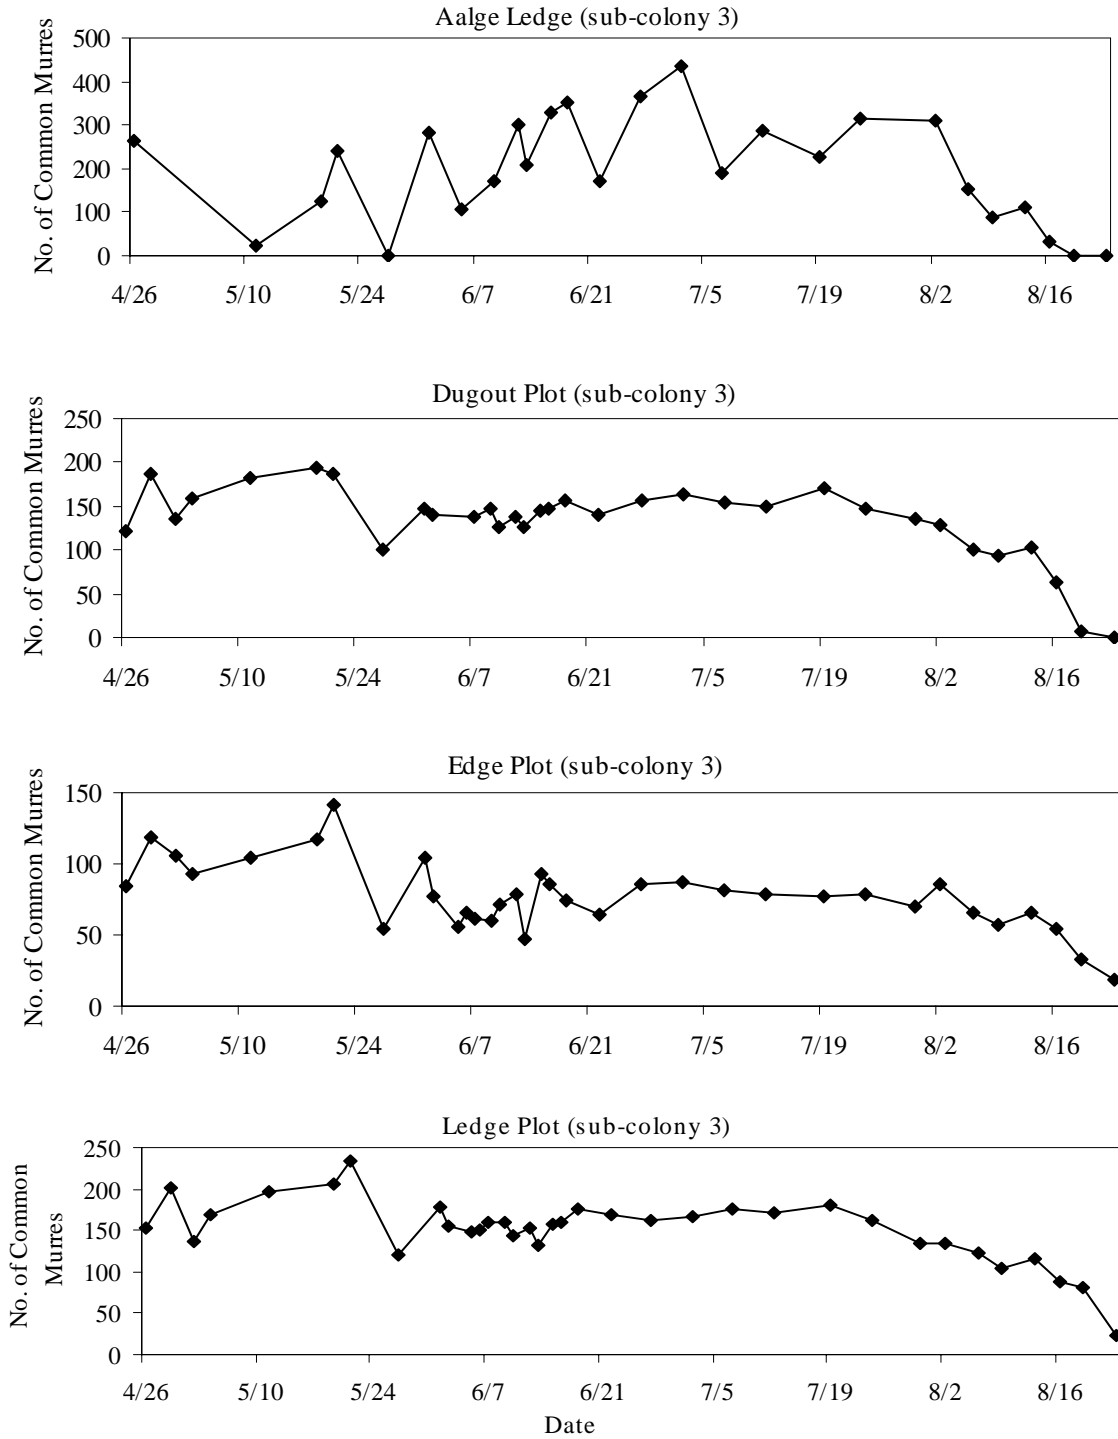 Aalge Ledge (sub-colony 3)
No. of Common Murres
500
400
300
200
100
0
4/26 5/10 5/24 6/7 6/21 7/5 7/19 8/2 8/16
Dugout Plot (sub-colony 3)
No. of Common Murres
250
200
150
100
50
0
4/26 5/10 5/24 6/7 6/21 7/5 7/19 8/2 8/16
Edge Plot (sub-colony 3)
No. of Common Murres
150
100
50
0
4/26 5/10 5/24 6/7 6/21 7/5 7/19 8/2 8/16
Ledge Plot (sub-colony 3)
No. of Common
Murres
250
200
150
100
50
0
4/26 5/10 5/24 6/7 6/21 7/5 7/19 8/2 8/16
Date